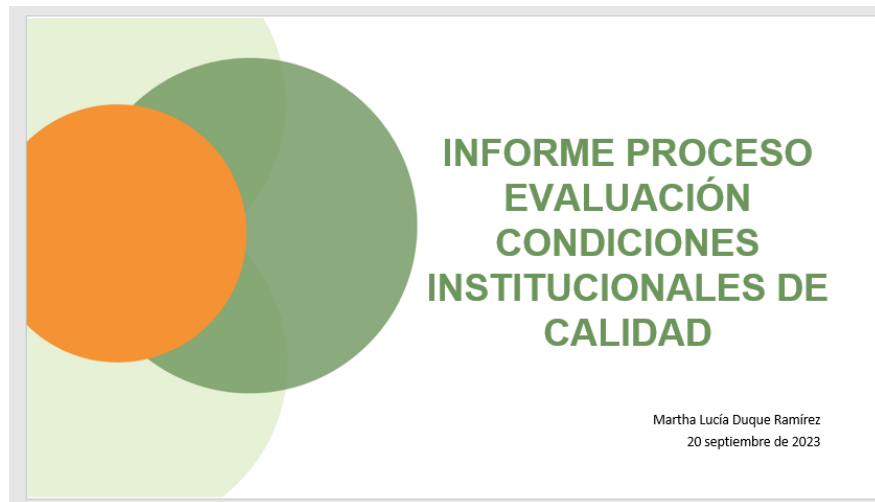 INFORME PROCESO
EVALUACIÓN
CONDICIONES
INSTITUCIONALES DE
CALIDAD
Martha Lucía Duque Ramírez
20 septiembre de 2023